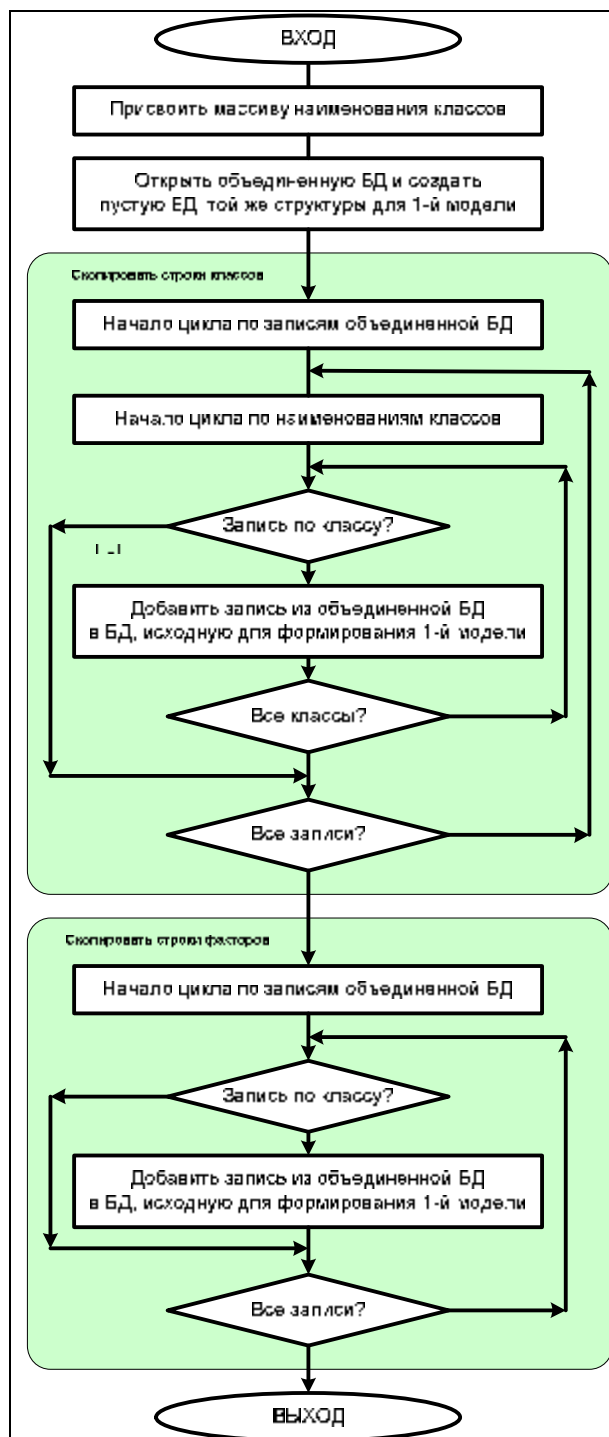 ВХОД
Присвоить массиву наименования классов
Открыть объединенную БД и создать
пустую БД той же структуры для 1-й модели
Скопировать строки классов
Начало цикла по записям объединенной БД
Начало цикла по наименованиям классов
Запись по классу?
Добавить запись из объединенной БД
в БД, исходную для формирования 1-й модели
Все классы?
Все записи?
Скопировать строки факторов
Начало цикла по записям объединенной БД
Запись по классу?
Добавить запись из объединенной БД
в БД, исходную для формирования 1-й модели
Все записи?
ВЫХОД